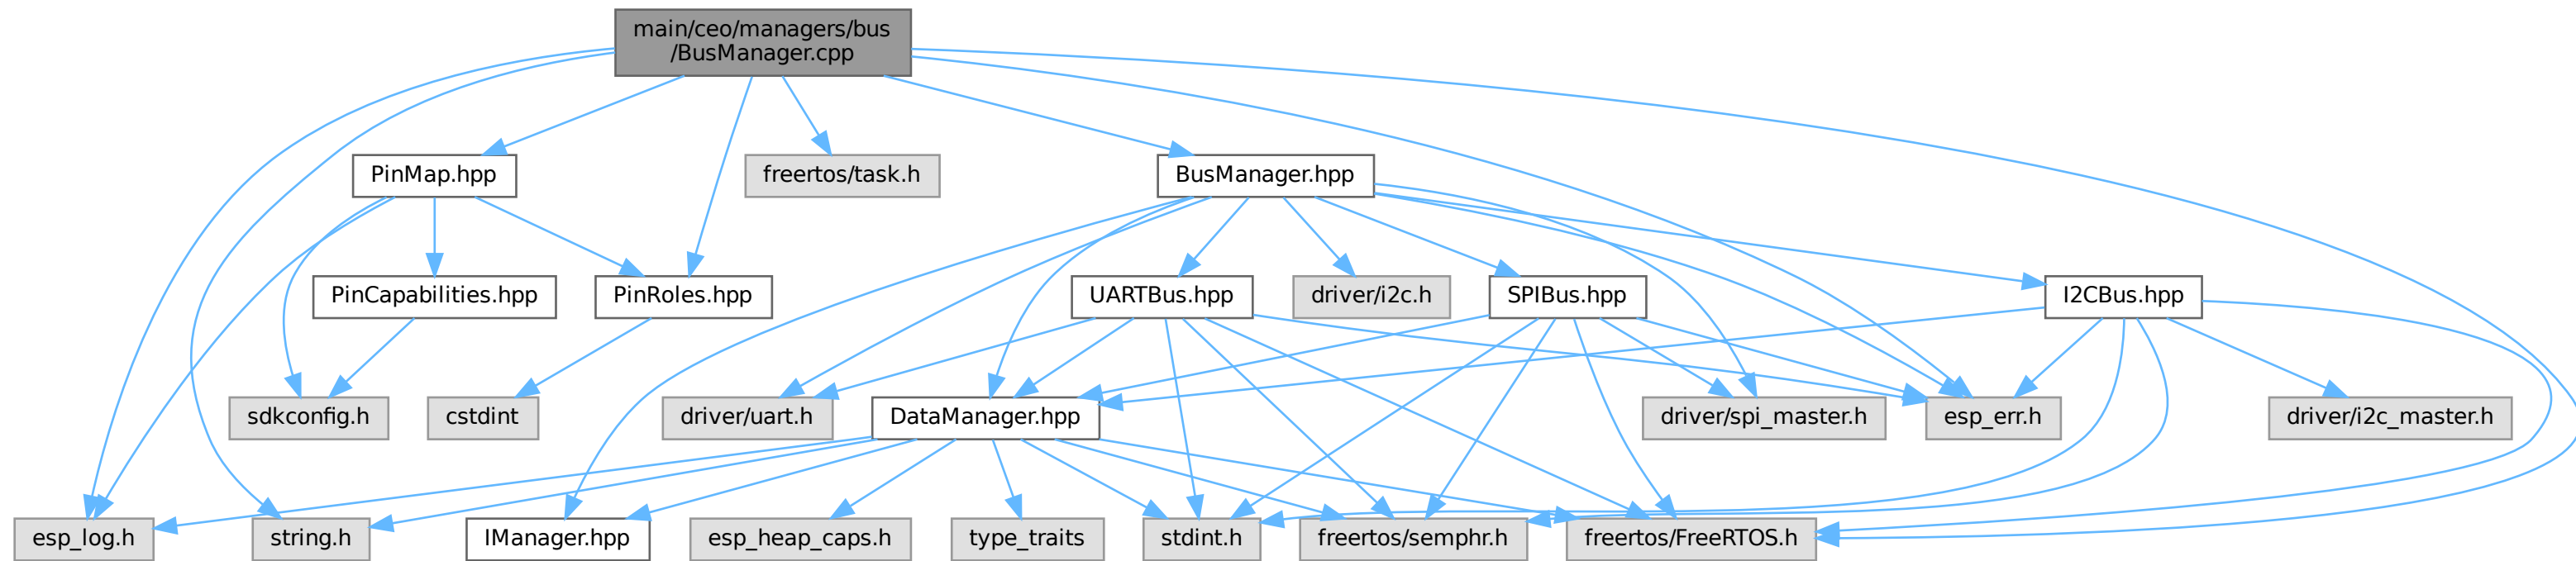 main/ceo/managers/bus
/BusManager.cpp
PinMap.hpp
freertos/task.h
BusManager.hpp
PinCapabilities.hpp
PinRoles.hpp
UARTBus.hpp
driver/i2c.h
SPIBus.hpp
I2CBus.hpp
sdkconfig.h
cstdint
driver/uart.h
DataManager.hpp
driver/spi_master.h
esp_err.h
driver/i2c_master.h
esp_log.h
string.h
IManager.hpp
esp_heap_caps.h
type_traits
stdint.h
freertos/semphr.h
freertos/FreeRTOS.h